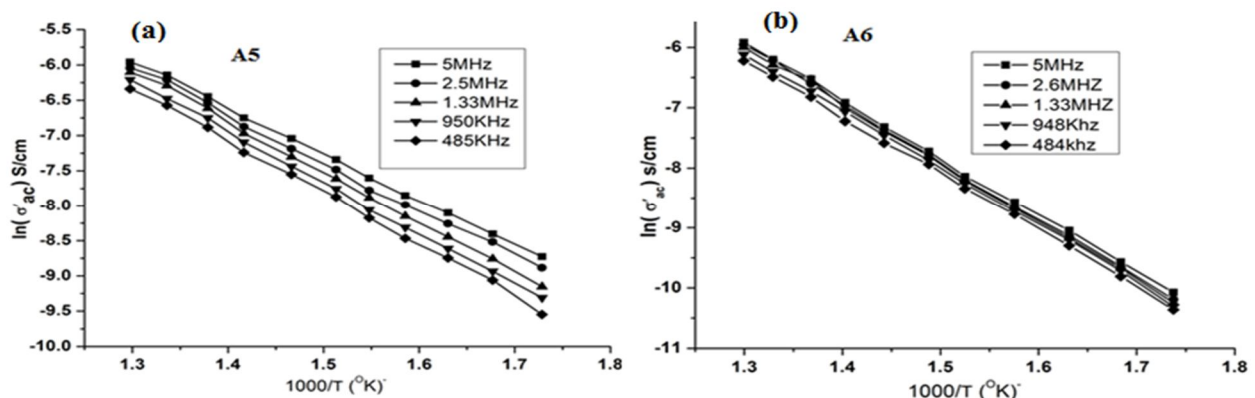 (a)
A5
5MHz
2.5MHz
1.33MHz
950KHz
485KHz
-5.5
-6.0
-6.5
-7.0
-7.5
-8.0
-8.5
-9.0
-9.5
-10.0
ln( σ'ac) S/cm
1.3 1.4 1.5 1.6 1.7 1.8
1000/T (OK)-
(b)
A6
5MHz
2.6MHZ
1.33MHZ
948Khz
484khz
-6
-7
-8
-9
-10
-11
ln( σ'ac) S/cm
1.3 1.4 1.5 1.6 1.7 1.8
1000/T (OK)-